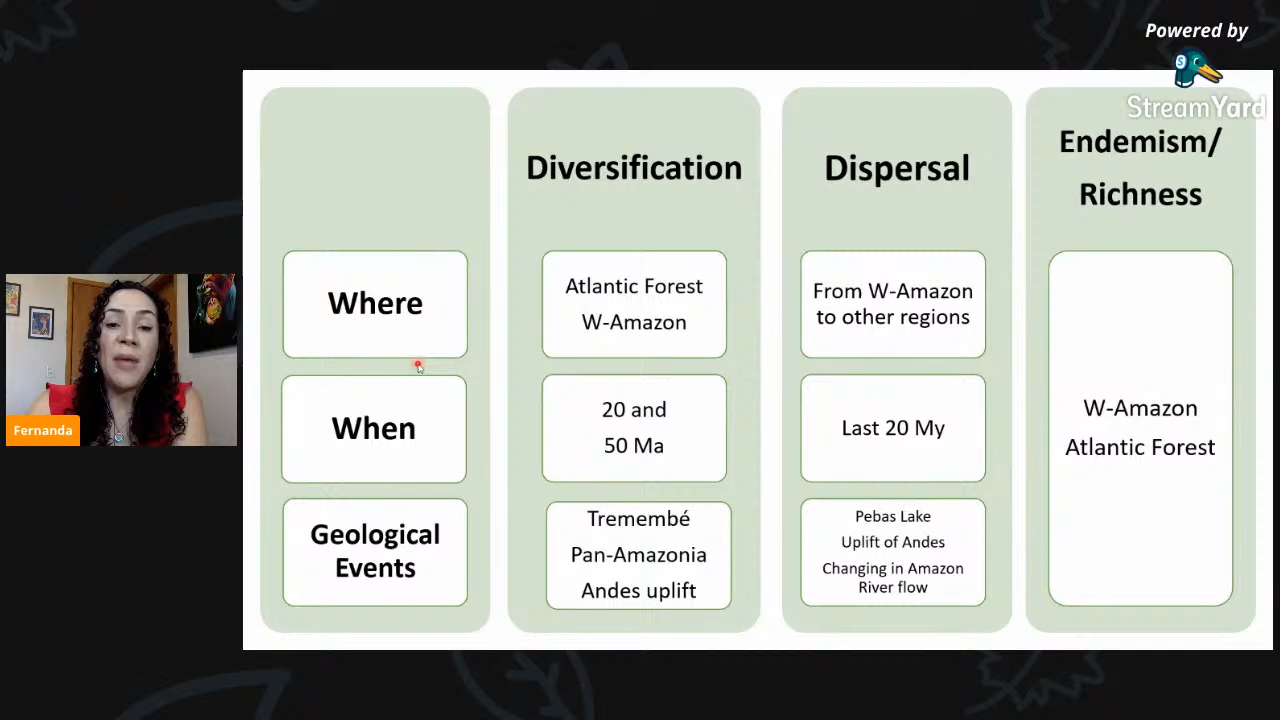 Powered by
StreamYard
Diversification
Dispersal
Endemism/
Richness
Where
Atlantic Forest
W-Amazon
From W-Amazon
to other regions
When
20 and
50 Ma
Last 20 My
W-Amazon
Atlantic Forest
Geological
Events
Tremembé
Pan-Amazonia
Andes uplift
Pebas Lake
Uplift of Andes
Changing in Amazon
River flow
Fernanda